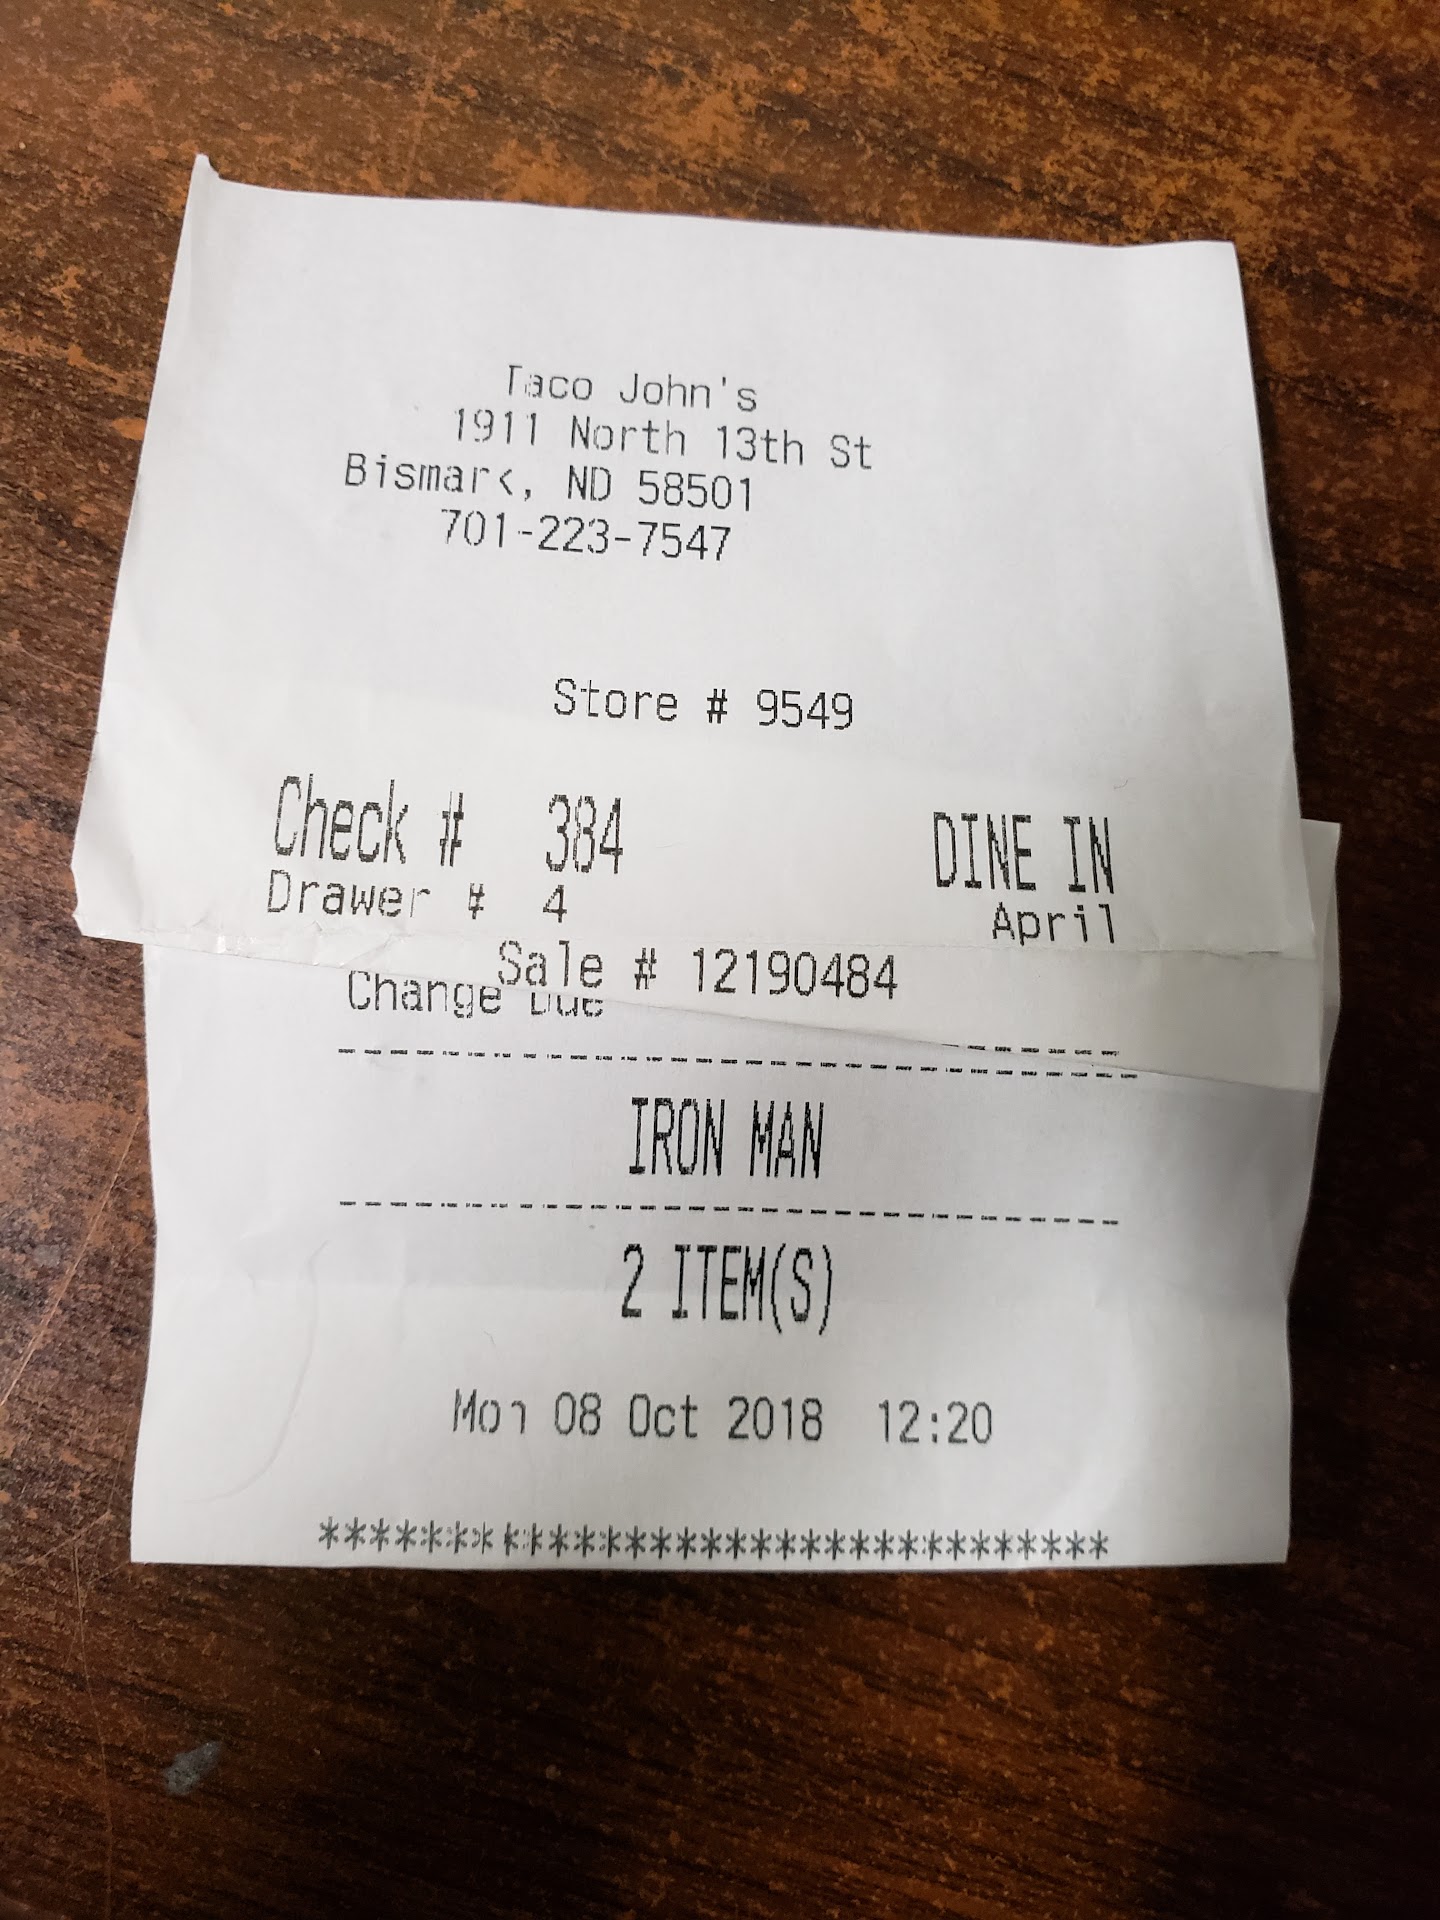 Taco John's
1911 North 13th St
Bismark, ND 58501
701-223-7547
Store # 9549
Check # 384 DINE IN
Drawer # 4 April
Sale # 12190484
Change Due
IRON MAN
2 ITEM(S)
Mon 08 Oct 2018 12:20
********************************